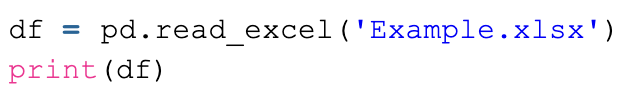 df = pd.read_excel('Example.xlsx')
print(df)